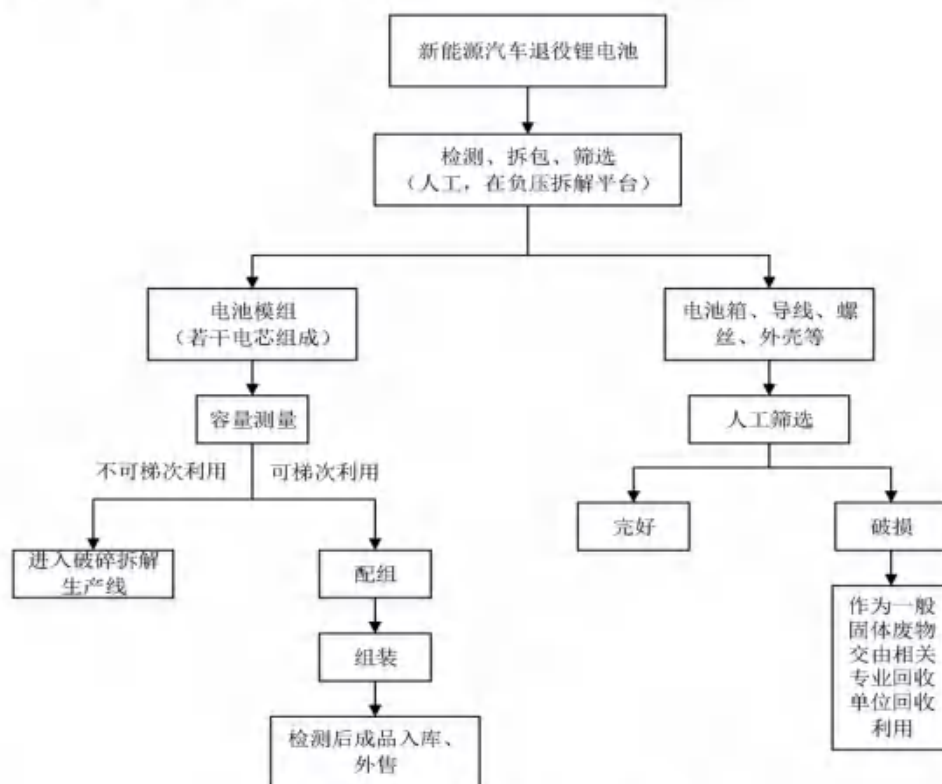 新能源汽车退役锂电池
检测、拆包、筛选
（人工，在负压拆解平台）
电池模组
（若干电芯组成）
电池箱、导线、螺
丝、外壳等
容量测量
人工筛选
不可梯次利用
可梯次利用
完好
破损
进入破碎拆解
生产线
配组
作为一般
固体废物
交由相关
专业回收
单位回收
利用
组装
检测后成品入库、
外售